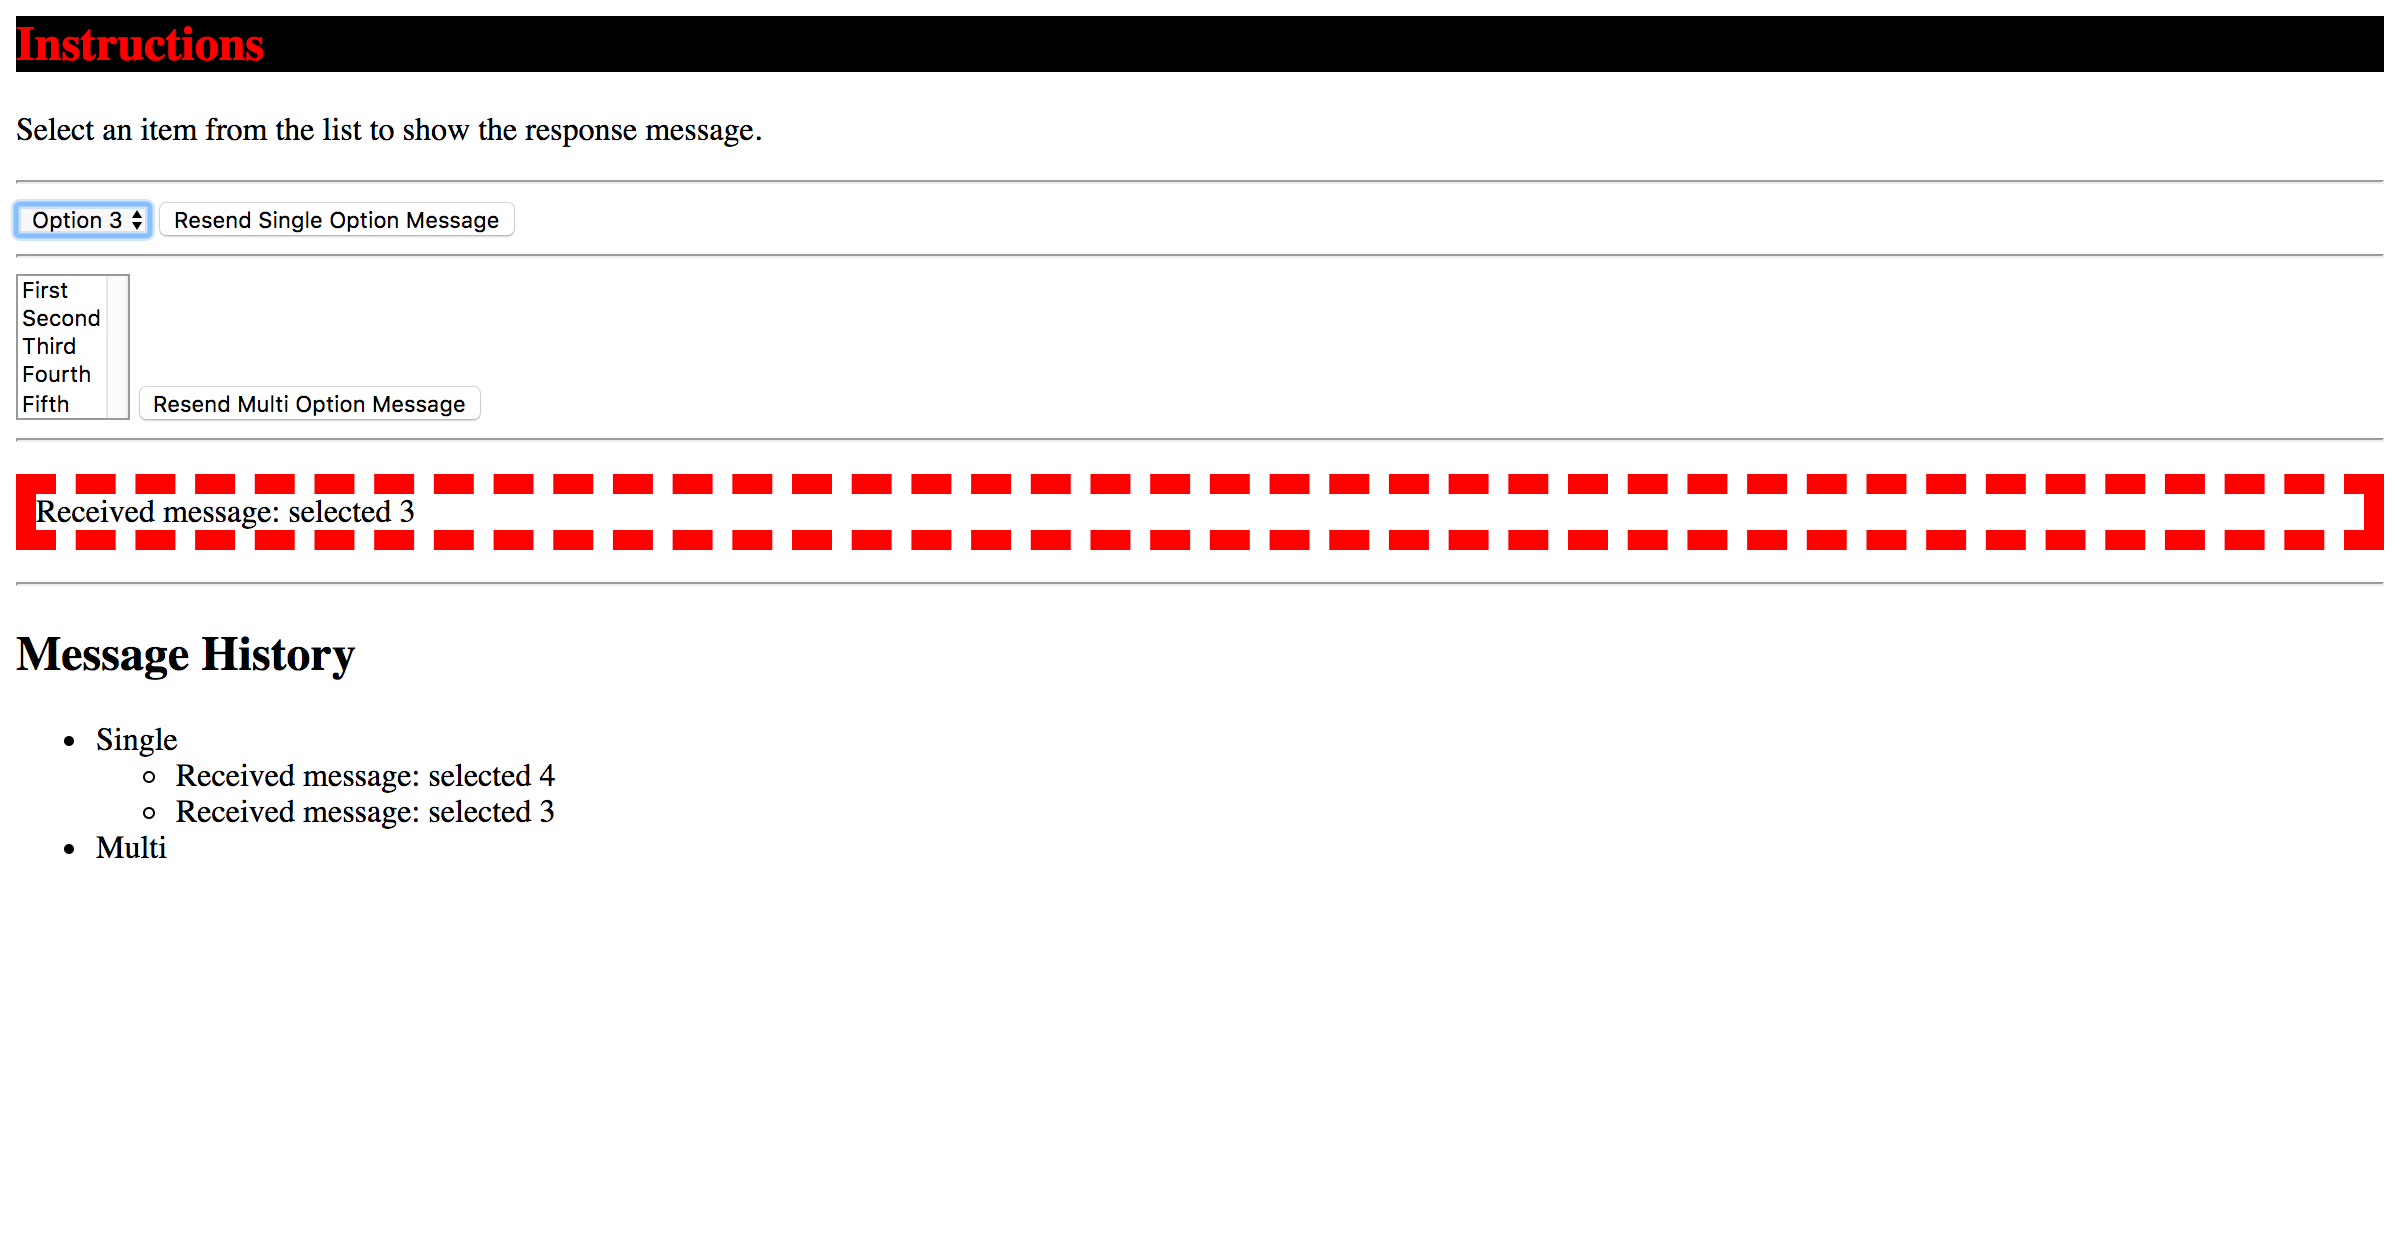 Instructions
Select an item from the list to show the response message.
Option 3 Resend Single Option Message
First
Second
Third
Fourth
Fifth Resend Multi Option Message
Received message: selected 3
Message History
Single
Received message: selected 4
Received message: selected 3
Multi